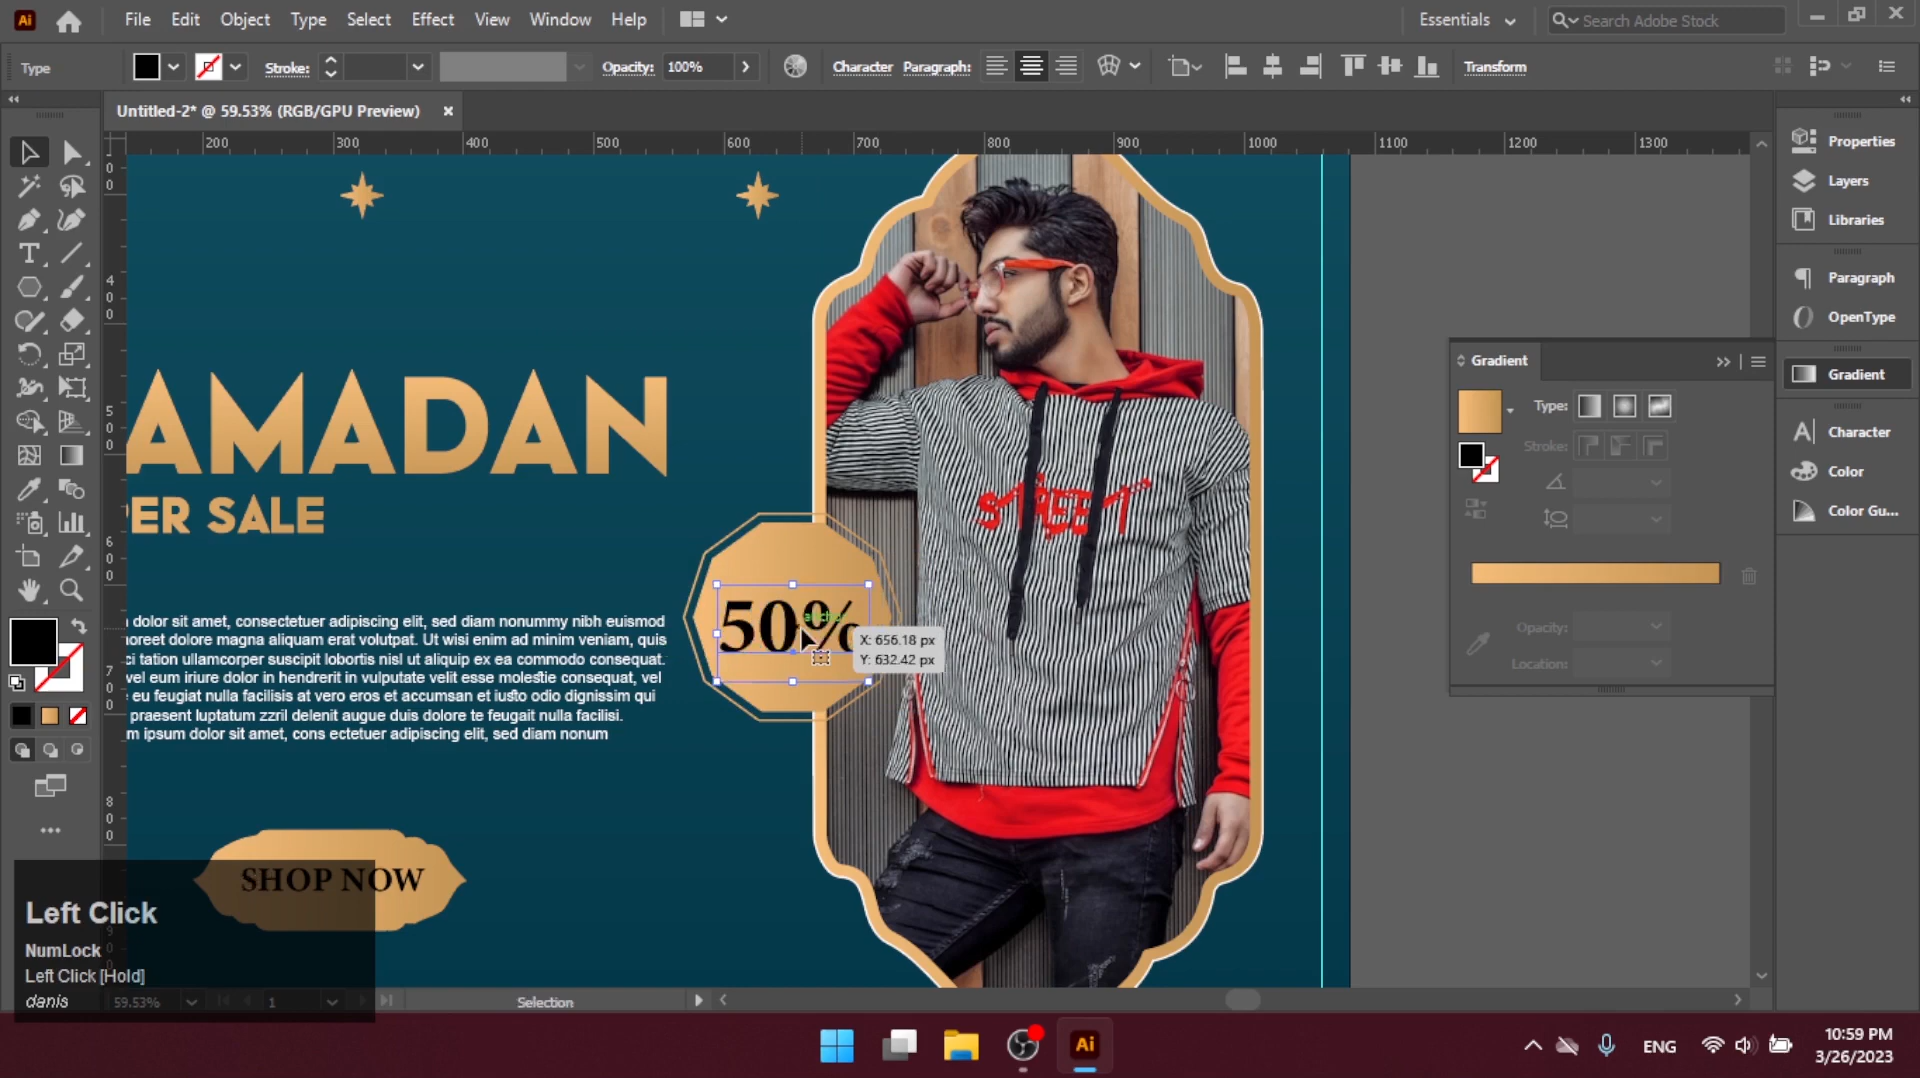 Ai File Edit Object Type Select Effect View Window Help Essentials Search Adobe Stock
Type Stroke: Opacity: 100% Character Paragraph: Transform
Untitled-2* @ 59.53% (RGB/GPU Preview)
200 300 400 500 600 700 800 900 1000 1100 1200 1300
Properties
Layers
Libraries
Paragraph
OpenType
Gradient
Character
Color
Color Gu...
Gradient
Type:
Stroke:
Opacity:
Location:
AMADAN
ER SALE
STREET
dolor sit amet, consectetuer adipiscing elit, sed diam nonummy nibh euismod
oreet dolore magna aliquam erat volutpat. Ut wisi enim ad minim veniam, quis
ci tation ullamcorper suscipit lobortis nisl ut aliquip ex ea commodo consequat.
vel eum iriure dolor in hendrerit in vulputate velit esse molestie consequat, vel
eu feugiat nulla facilisis at vero eros et accumsan et iusto odio dignissim qui
praesent luptatum zzril delenit augue duis dolore te feugait nulla facilisi.
m ipsum dolor sit amet, cons ectetuer adipiscing elit, sed diam nonum
50%
X: 656.18 px
Y: 632.42 px
SHOP NOW
Left Click
NumLock
Left Click [Hold]
danis
59.53% 1 Selection
Ai ENG 10:59 PM
3/26/2023